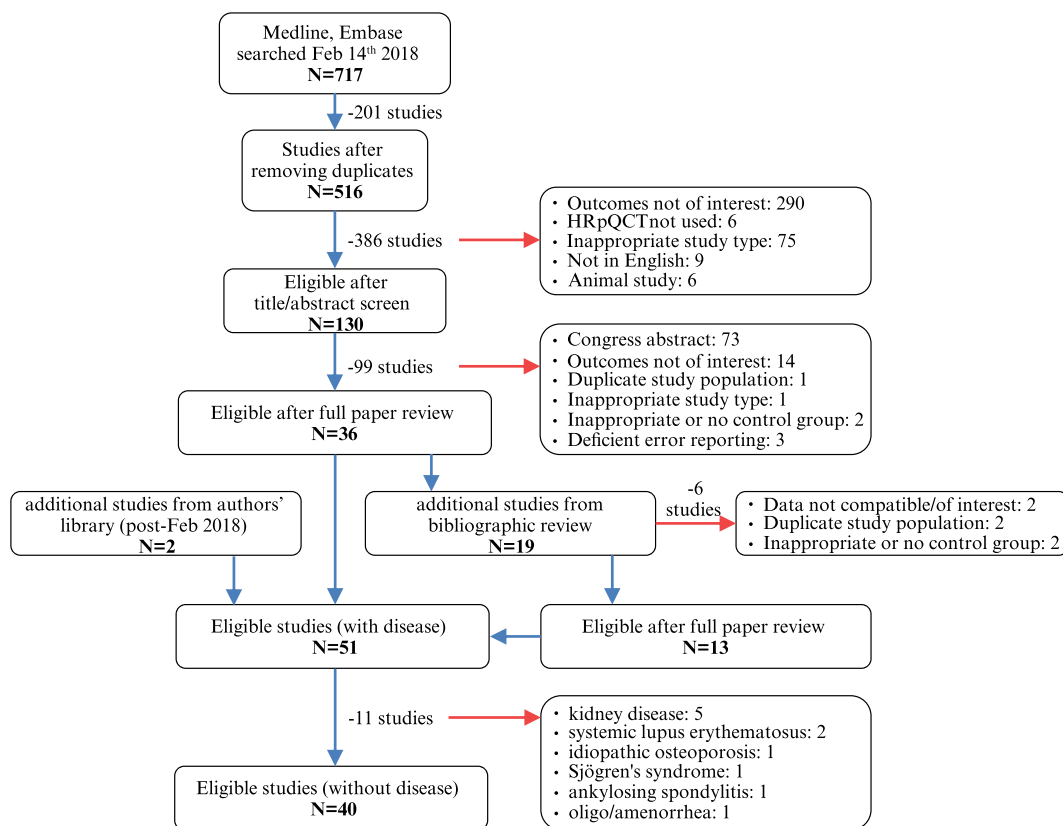 Medline, Embase
searched Feb 14th 2018
N=717
-201 studies
Studies after
removing duplicates
N=516
-386 studies
• Outcomes not of interest: 290
• HRpQCTnot used: 6
• Inappropriate study type: 75
• Not in English: 9
• Animal study: 6
Eligible after
title/abstract screen
N=130
-99 studies
• Congress abstract: 73
• Outcomes not of interest: 14
• Duplicate study population: 1
• Inappropriate study type: 1
• Inappropriate or no control group: 2
• Deficient error reporting: 3
Eligible after full paper review
N=36
additional studies from authors'
library (post-Feb 2018)
N=2
additional studies from
bibliographic review
N=19
-6
studies
• Data not compatible/of interest: 2
• Duplicate study population: 2
• Inappropriate or no control group: 2
Eligible studies (with disease)
N=51
Eligible after full paper review
N=13
-11 studies
• kidney disease: 5
• systemic lupus erythematosus: 2
• idiopathic osteoporosis: 1
• Sjögren's syndrome: 1
• ankylosing spondylitis: 1
• oligo/amenorrhea: 1
Eligible studies (without disease)
N=40